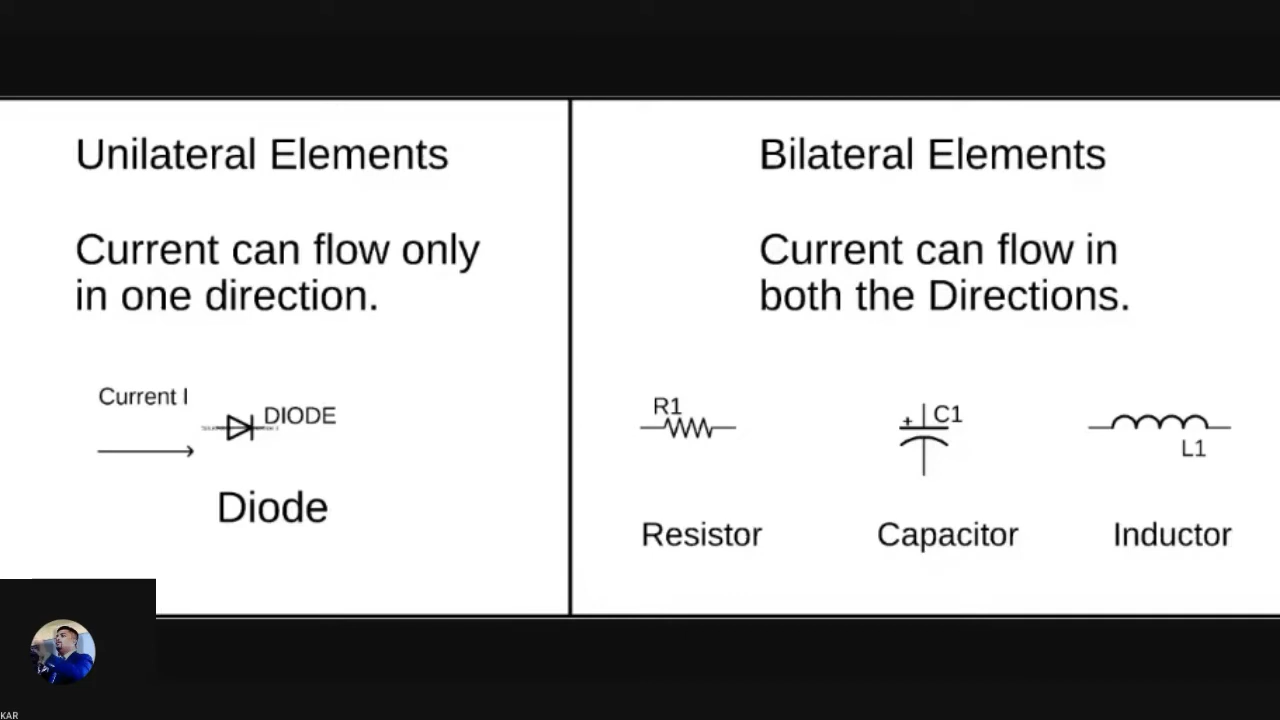 Unilateral Elements
Current can flow only
in one direction.
Current I
DIODE
Diode
Bilateral Elements
Current can flow in
both the Directions.
R1
+ C1
L1
Resistor
Capacitor
Inductor
KAR